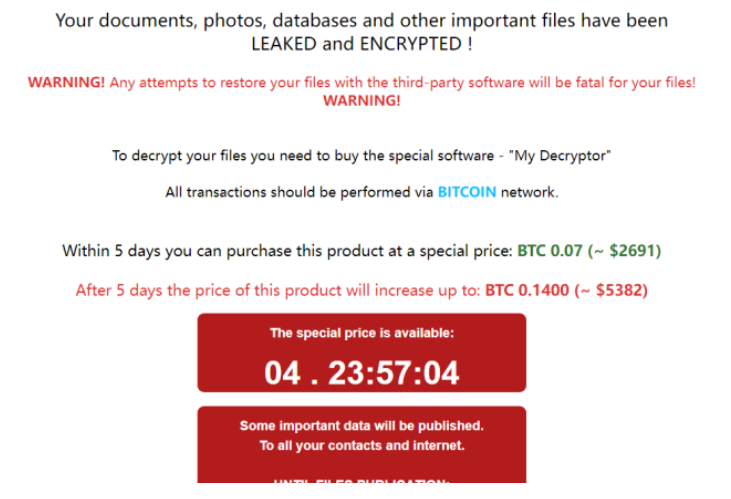 Your documents, photos, databases and other important files have been
LEAKED and ENCRYPTED !
WARNING! Any attempts to restore your files with the third-party software will be fatal for your files!
WARNING!
To decrypt your files you need to buy the special software - "My Decryptor"
All transactions should be performed via BITCOIN network.
Within 5 days you can purchase this product at a special price: BTC 0.07 (~ $2691)
After 5 days the price of this product will increase up to: BTC 0.1400 (~ $5382)
The special price is available:
04 . 23:57:04
Some important data will be published.
To all your contacts and internet.
UNTIL FILES PUBLICATION: